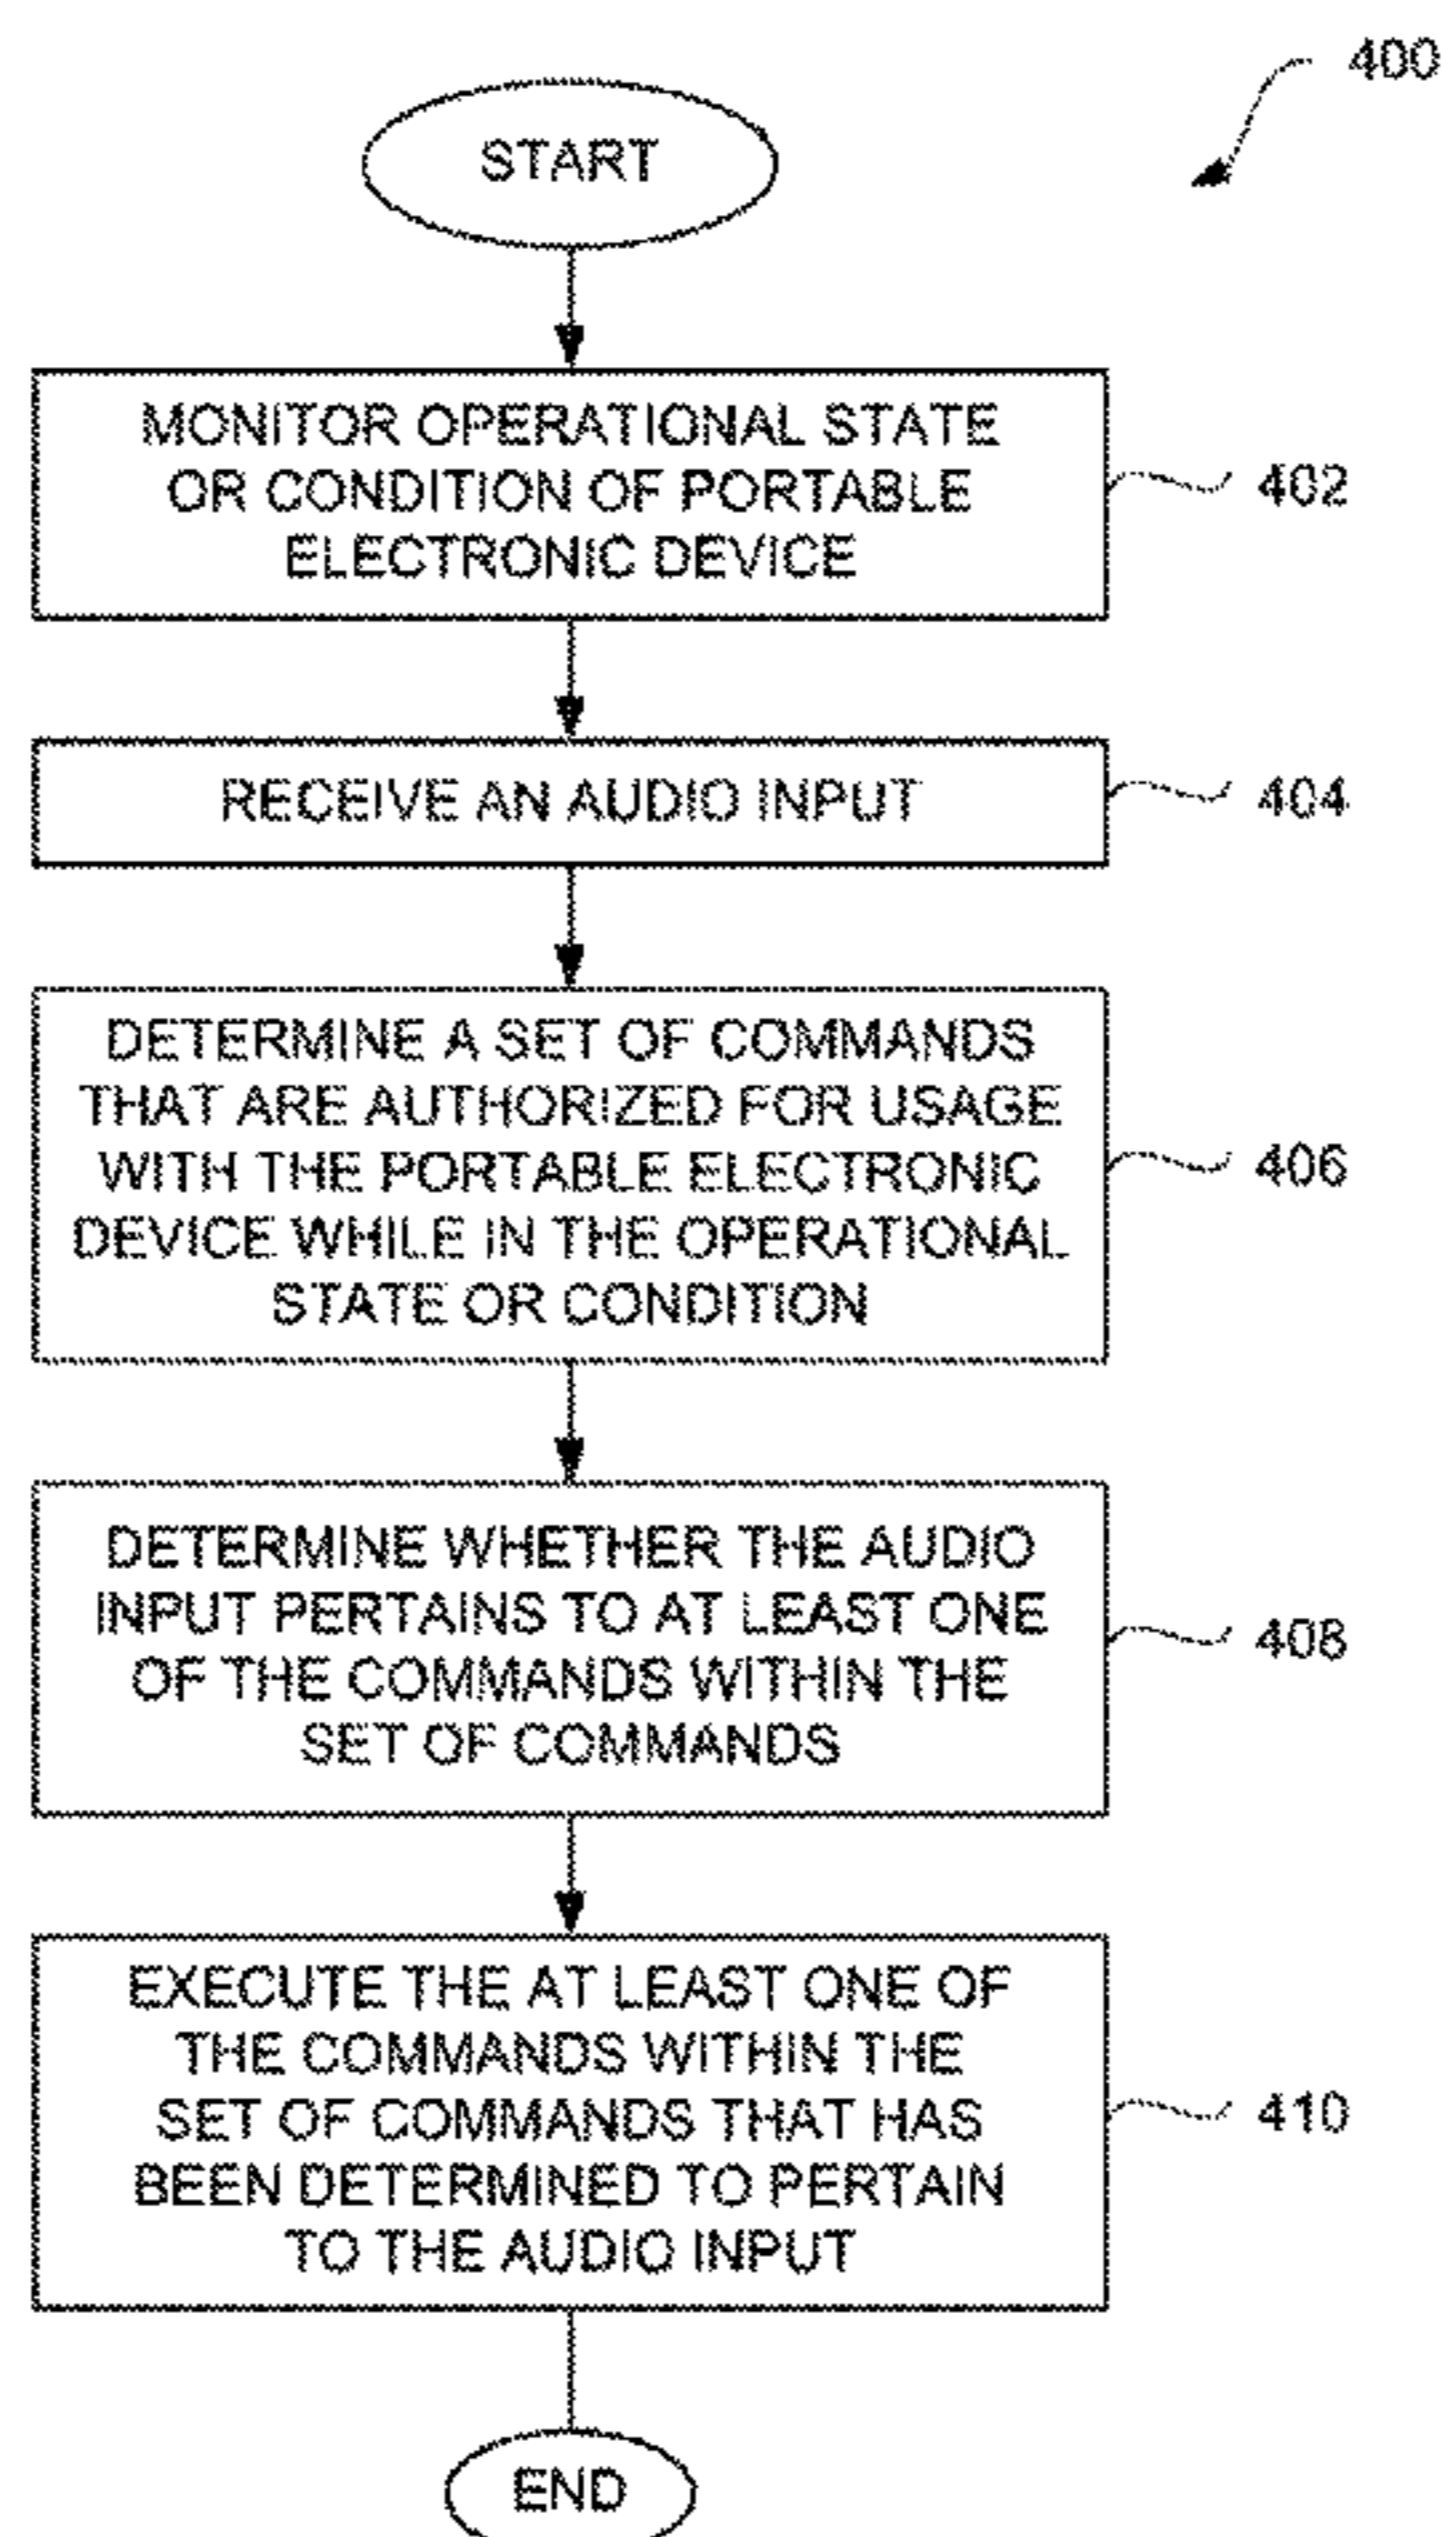 400
START
MONITOR OPERATIONAL STATE
OR CONDITION OF PORTABLE
ELECTRONIC DEVICE
402
RECEIVE AN AUDIO INPUT
404
DETERMINE A SET OF COMMANDS
THAT ARE AUTHORIZED FOR USAGE
WITH THE PORTABLE ELECTRONIC
DEVICE WHILE IN THE OPERATIONAL
STATE OR CONDITION
406
DETERMINE WHETHER THE AUDIO
INPUT PERTAINS TO AT LEAST ONE
OF THE COMMANDS WITHIN THE
SET OF COMMANDS
408
EXECUTE THE AT LEAST ONE OF
THE COMMANDS WITHIN THE
SET OF COMMANDS THAT HAS
BEEN DETERMINED TO PERTAIN
TO THE AUDIO INPUT
410
END